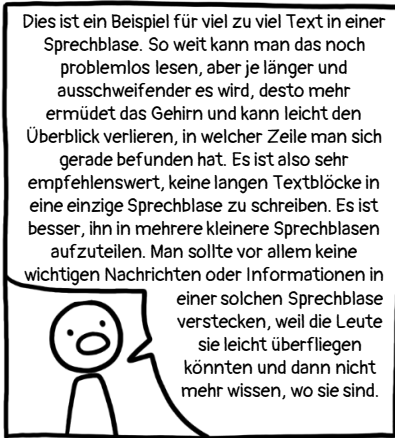 Dies ist ein Beispiel für viel zu viel Text in einer
Sprechblase. So weit kann man das noch
problemlos lesen, aber je länger und
ausschweifender es wird, desto mehr
ermüdet das Gehirn und kann leicht den
Überblick verlieren, in welcher Zeile man sich
gerade befunden hat. Es ist also sehr
empfehlenswert, keine langen Textblöcke in
eine einzige Sprechblase zu schreiben. Es ist
besser, ihn in mehrere kleinere Sprechblasen
aufzuteilen. Man sollte vor allem keine
wichtigen Nachrichten oder Informationen in
einer solchen Sprechblase
verstecken, weil die Leute
sie leicht überfliegen
könnten und dann nicht
mehr wissen, wo sie sind.